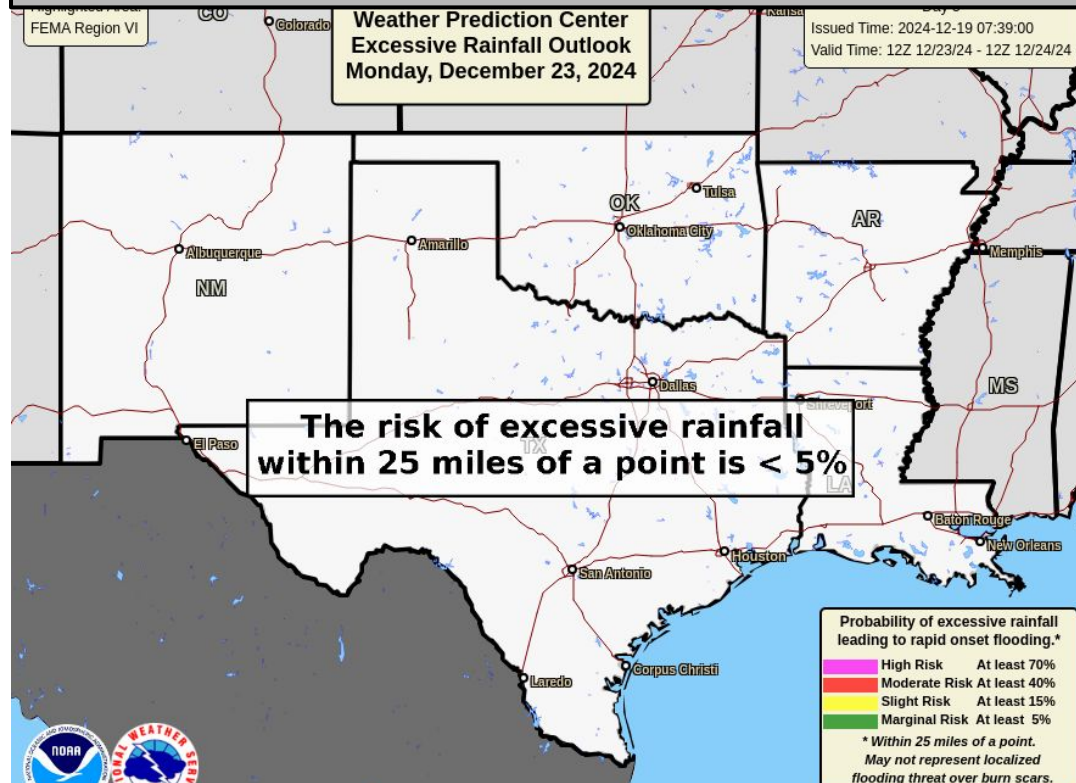 FEMA Region VI
Weather Prediction Center
Excessive Rainfall Outlook
Monday, December 23, 2024
Issued Time: 2024-12-19 07:39:00
Valid Time: 12Z 12/23/24 - 12Z 12/24/24
CO
Colorado
Kansa
Tulsa
OK
Oklahoma City
AR
Albuquerque
Amarillo
Memphis
NM
Dallas
MS
Shreveport
The risk of excessive rainfall
within 25 miles of a point is < 5%
El Paso
TX
LA
Baton Rouge
New Orleans
Houston
San Antonio
Corpus Christi
Laredo
Probability of excessive rainfall
leading to rapid onset flooding.*
High Risk At least 70%
Moderate Risk At least 40%
Slight Risk At least 15%
Marginal Risk At least 5%
* Within 25 miles of a point.
May not represent localized
flooding threat over burn scars.
NOAA